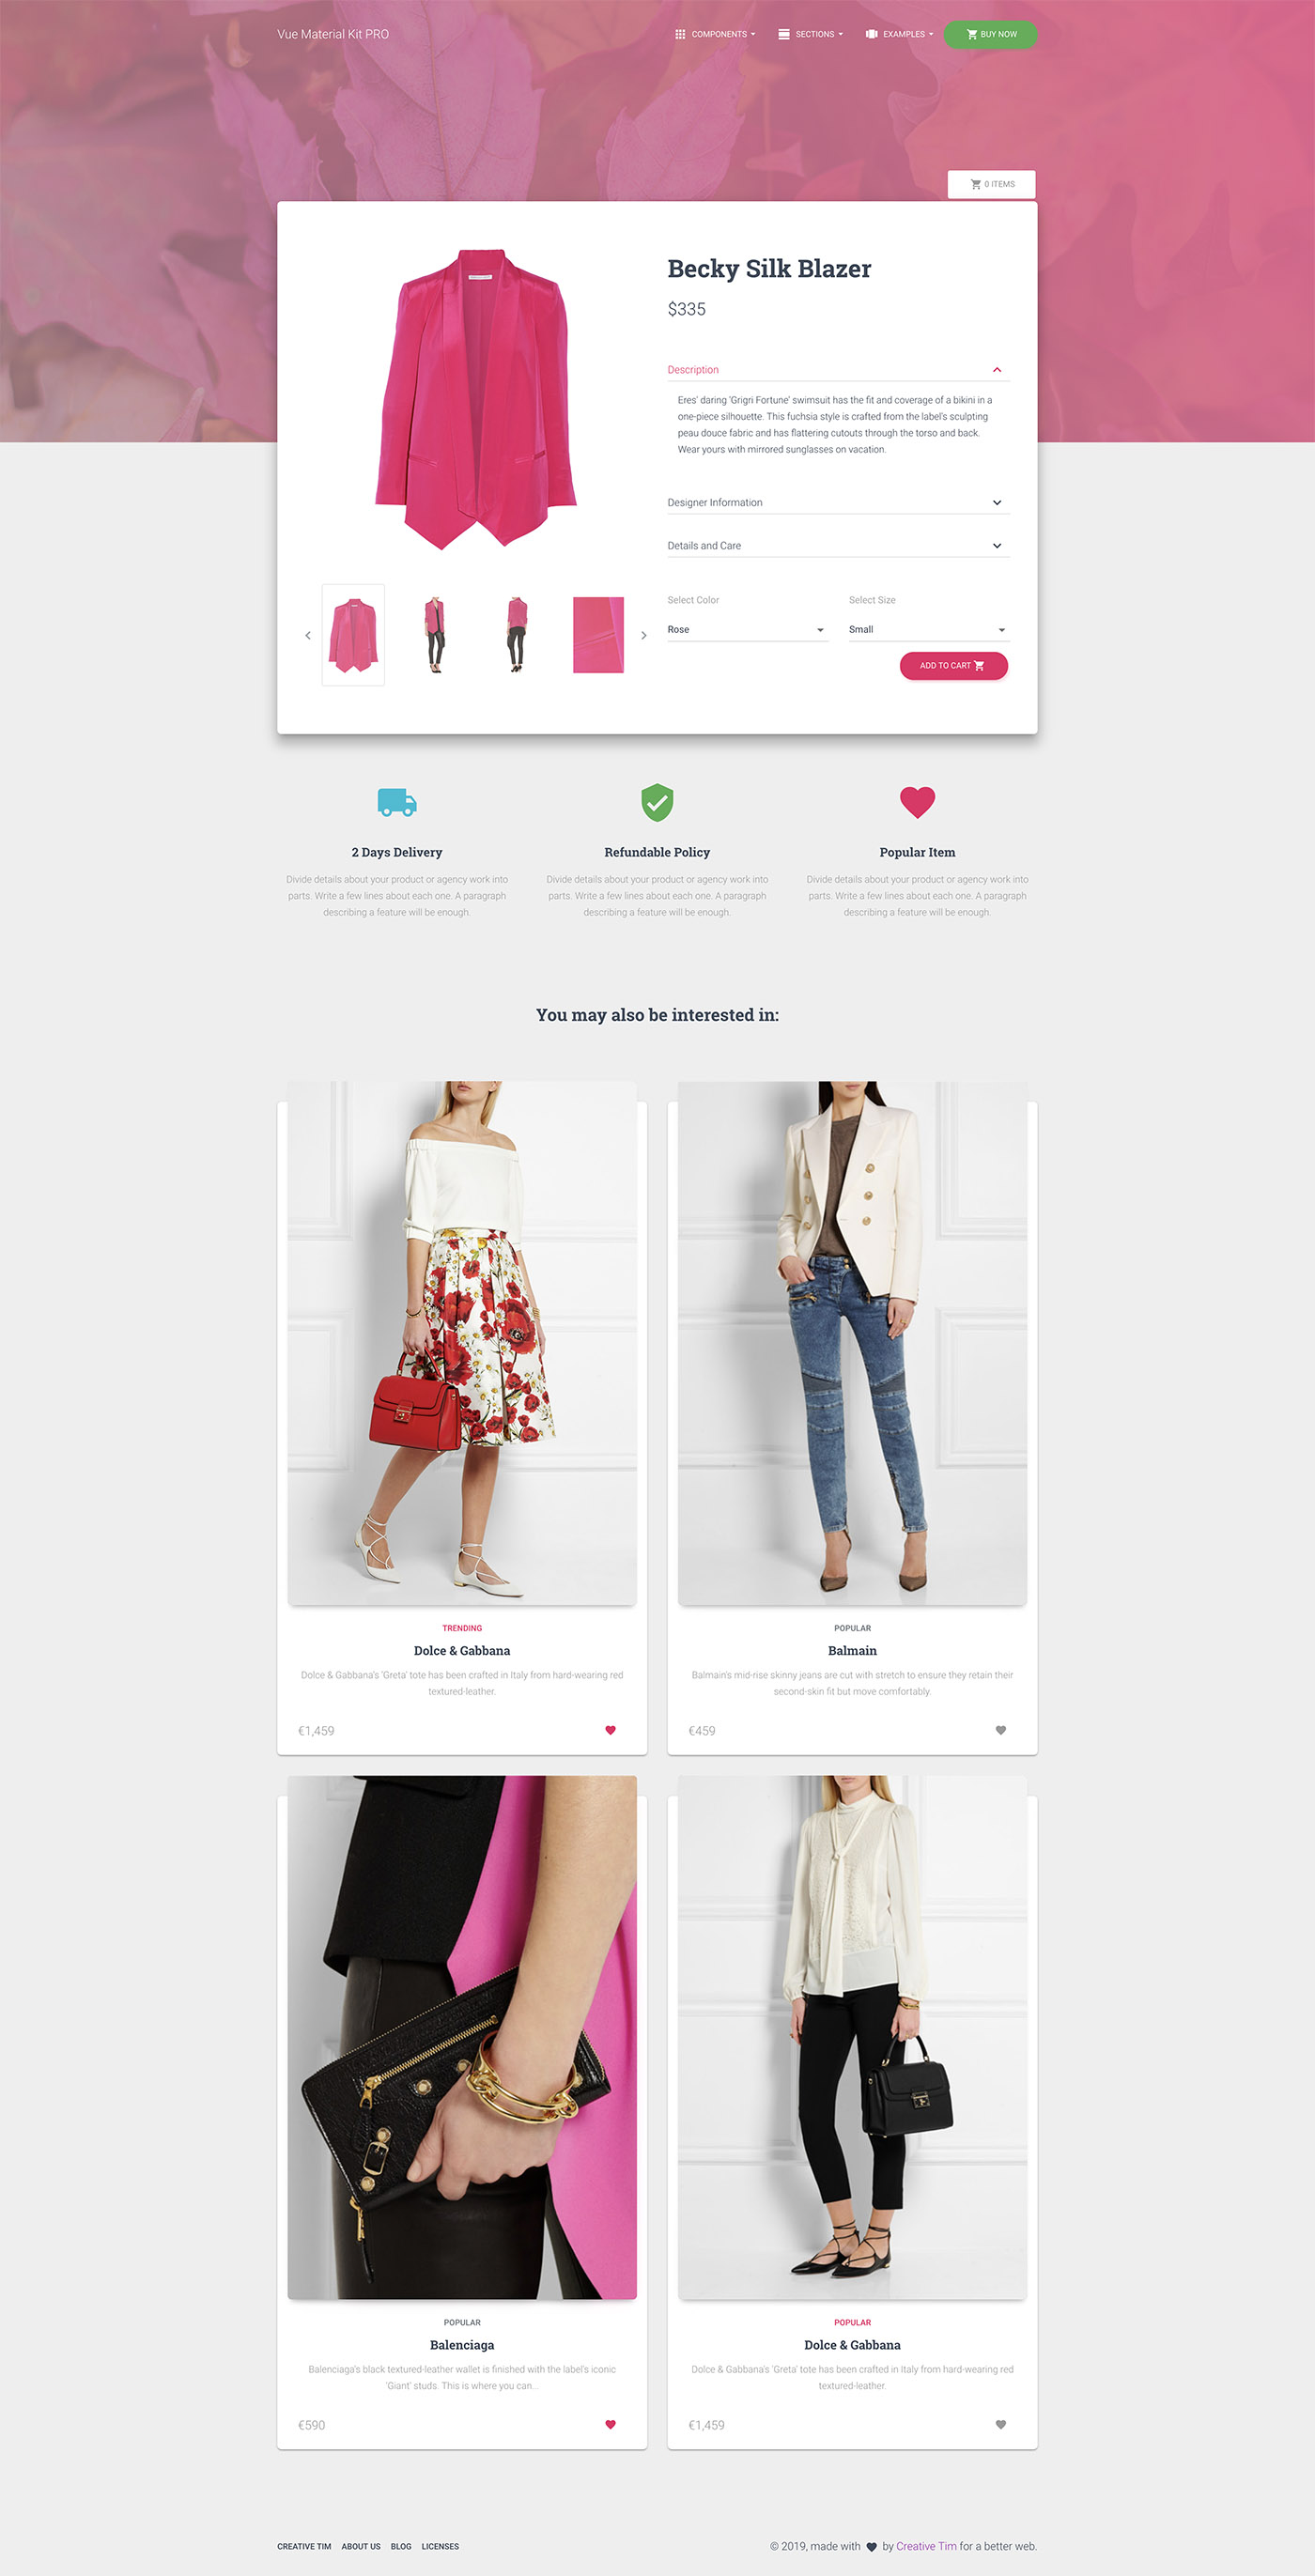 Vue Material Kit PRO
COMPONENTS
SECTIONS
EXAMPLES
BUY NOW
0 ITEMS
Becky Silk Blazer
$335
Description
Eres' daring 'Grigri Fortune' swimsuit has the fit and coverage of a bikini in a
one-piece silhouette. This fuchsia style is crafted from the label's sculpting
peau douce fabric and has flattering cutouts through the torso and back.
Wear yours with mirrored sunglasses on vacation.
Designer Information
Details and Care
Select Color
Select Size
Rose
Small
ADD TO CART
2 Days Delivery
Divide details about your product or agency work into
parts. Write a few lines about each one. A paragraph
describing a feature will be enough.
Refundable Policy
Divide details about your product or agency work into
parts. Write a few lines about each one. A paragraph
describing a feature will be enough.
Popular Item
Divide details about your product or agency work into
parts. Write a few lines about each one. A paragraph
describing a feature will be enough.
You may also be interested in:
TRENDING
Dolce & Gabbana
Dolce & Gabbana's 'Greta' tote has been crafted in Italy from hard-wearing red
textured-leather.
€1,459
POPULAR
Balmain
Balmain's mid-rise skinny jeans are cut with stretch to ensure they retain their
second-skin fit but move comfortably.
€459
POPULAR
Balenciaga
Balenciaga's black textured-leather wallet is finished with the label's iconic
'Giant' studs. This is where you can...
€590
POPULAR
Dolce & Gabbana
Dolce & Gabbana's 'Greta' tote has been crafted in Italy from hard-wearing red
textured-leather.
€1,459
CREATIVE TIM ABOUT US BLOG LICENSES
© 2019, made with by Creative Tim for a better web.